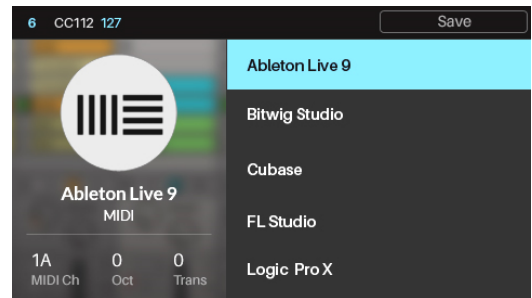 6 CC112 127 Save
Ableton Live 9
Bitwig Studio
Cubase
FL Studio
Logic Pro X
Ableton Live 9
MIDI
1A 0 0
MIDI Ch Oct Trans